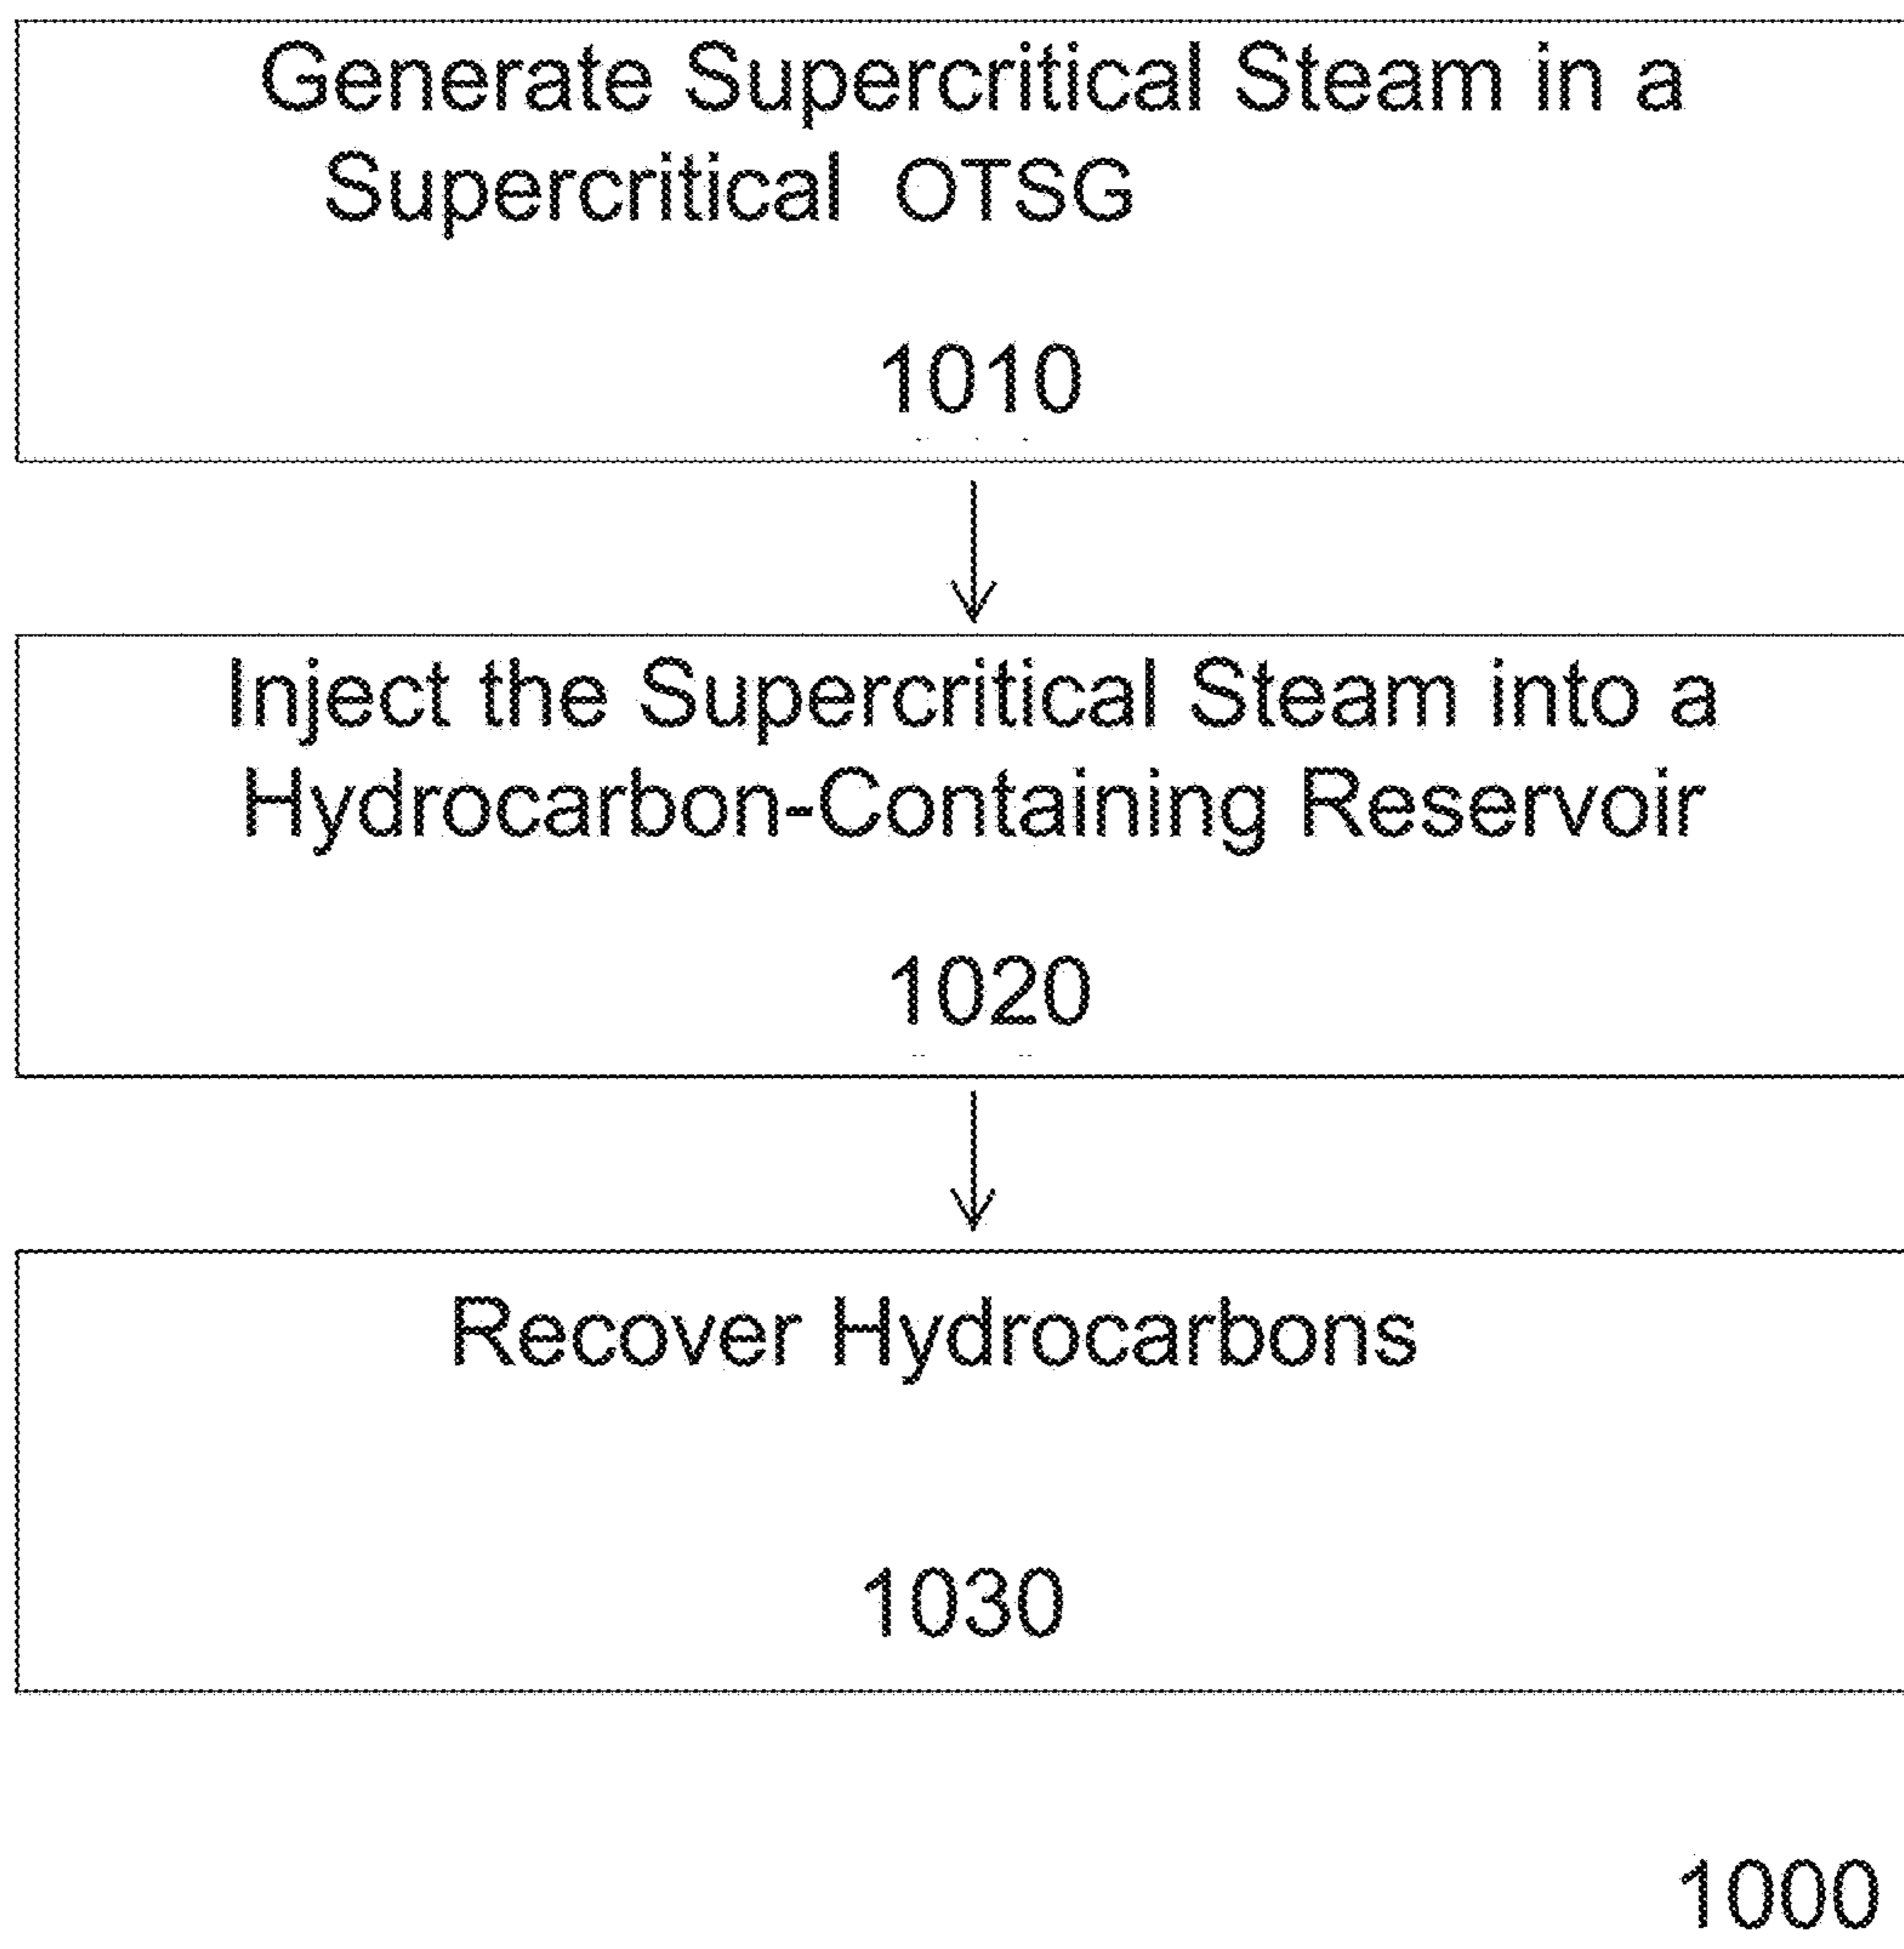 Generate Supercritical Steam in a
Supercritical OTSG
1010
Inject the Supercritical Steam into a
Hydrocarbon-Containing Reservoir
1020
Recover Hydrocarbons
1030
1000